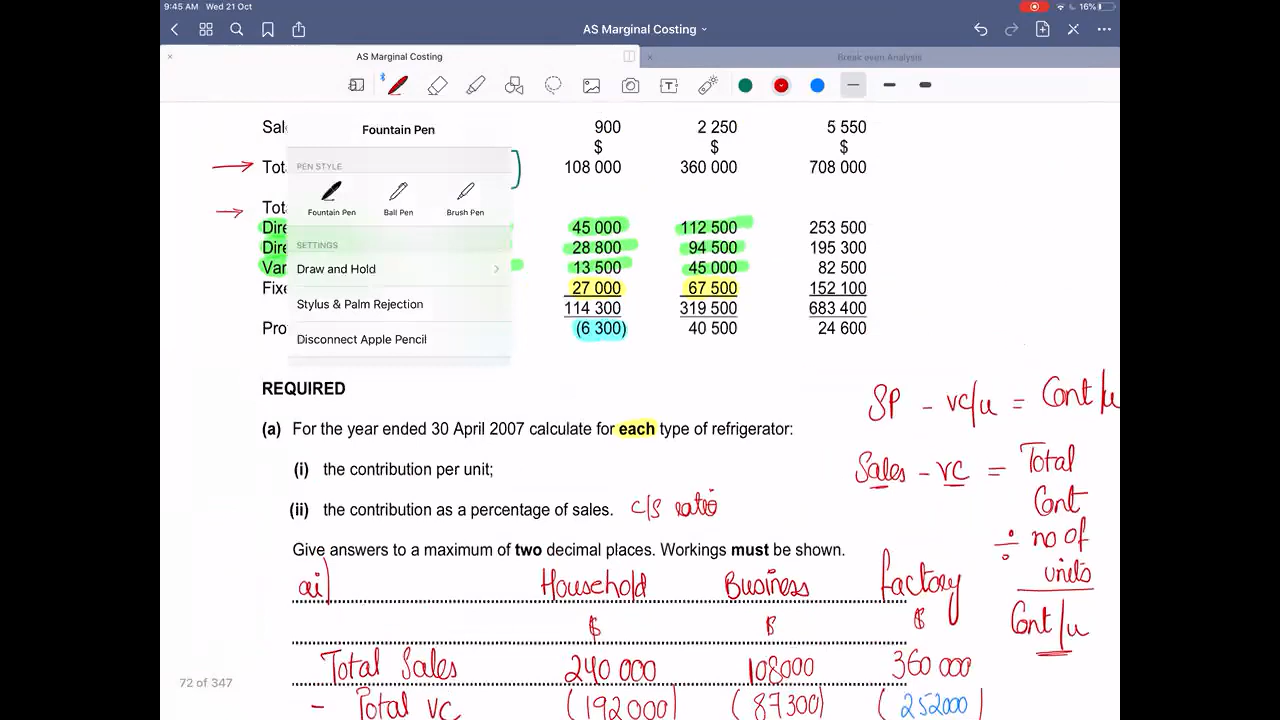 9:45 AM Wed 21 Oct
16%
AS Marginal Costing
AS Marginal Costing
Break even Analysis
Sal 900 2 250 5 550
$ $ $
Tot 108 000 360 000 708 000
Tot
Dire 45 000 112 500 253 500
Dire 28 800 94 500 195 300
Var 13 500 45 000 82 500
Fix 27 000 67 500 152 100
114 300 319 500 683 400
Pro (6 300) 40 500 24 600
Fountain Pen
PEN STYLE
Fountain Pen Ball Pen Brush Pen
SETTINGS
Draw and Hold
Stylus & Palm Rejection
Disconnect Apple Pencil
REQUIRED
(a) For the year ended 30 April 2007 calculate for each type of refrigerator:
(i) the contribution per unit;
(ii) the contribution as a percentage of sales. c/s ratio
Give answers to a maximum of two decimal places. Workings must be shown.
SP - vc/u = Cont/u
Sales - vc = Total
Cont
÷ no of
units
Cont/u
ai) Household Business factory
$ $ $
Total Sales 240 000 108000 360 000
- Total vc (192 000) (87300) (252000)
72 of 347